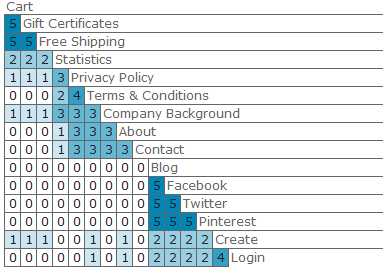 Cart
5 Gift Certificates
5 5 Free Shipping
2 2 2 Statistics
1 1 1 3 Privacy Policy
0 0 0 2 4 Terms & Conditions
1 1 1 3 3 3 Company Background
0 0 0 1 3 3 3 About
0 0 0 1 3 3 3 3 Contact
0 0 0 0 0 0 0 0 0 Blog
0 0 0 0 0 0 0 0 0 5 Facebook
0 0 0 0 0 0 0 0 0 5 5 Twitter
0 0 0 0 0 0 0 0 0 5 5 5 Pinterest
1 1 1 0 0 1 0 1 0 2 2 2 2 Create
0 0 0 0 0 1 0 1 0 2 2 2 2 4 Login